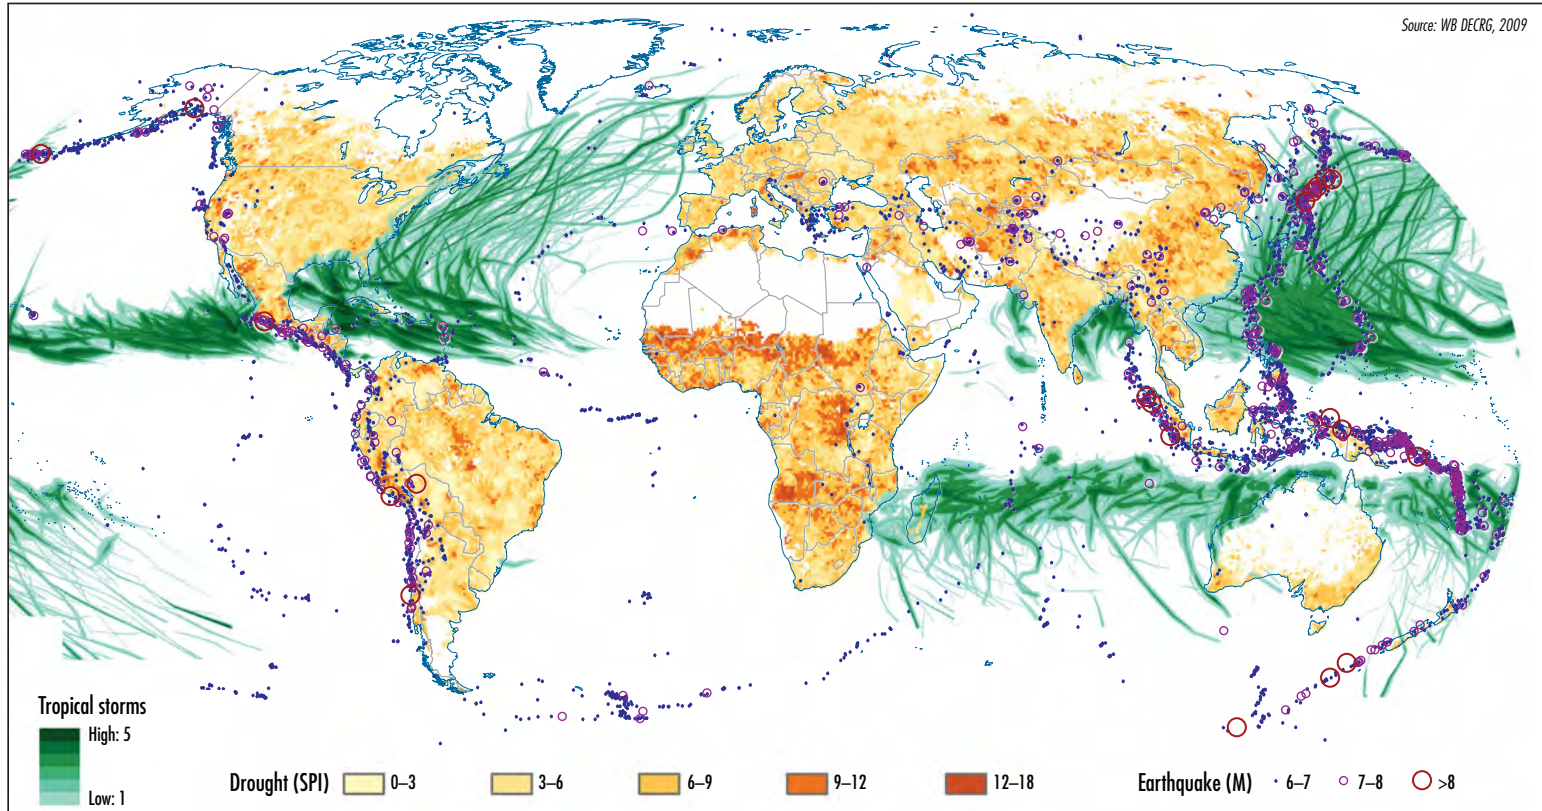 Source: WB DECRG, 2009
Tropical storms
High: 5
Low: 1
Drought (SPI) 0–3 3–6 6–9 9–12 12–18 Earthquake (M) 6–7 7–8 >8